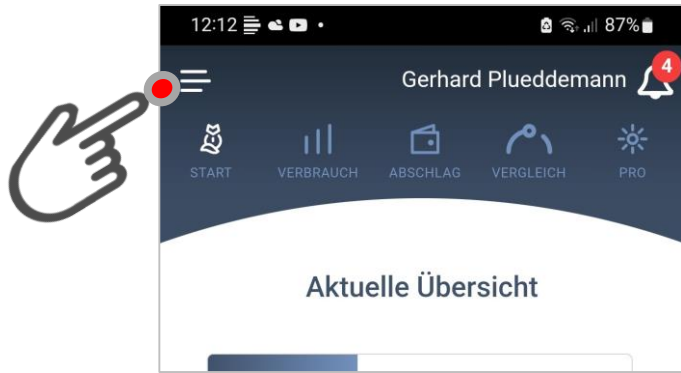 12:12 87%
Gerhard Plueddemann 4
START VERBRAUCH ABSCHLAG VERGLEICH PRO
Aktuelle Übersicht